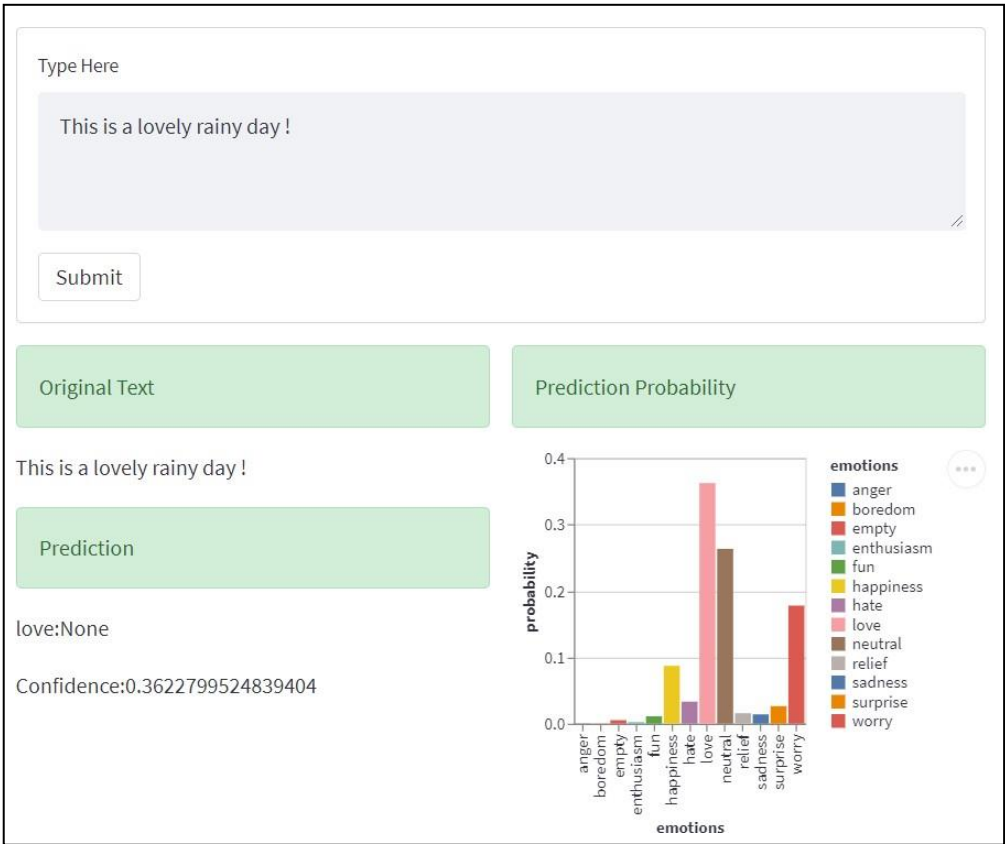 Type Here
This is a lovely rainy day !
Submit
Original Text
This is a lovely rainy day !
Prediction
love:None
Confidence:0.3622799524839404
Prediction Probability
0.4
0.3
0.2
0.1
0.0
probability
anger
boredom
empty
enthusiasm
fun
happiness
hate
love
neutral
relief
sadness
surprise
worry
emotions
emotions
anger
boredom
empty
enthusiasm
fun
happiness
hate
love
neutral
relief
sadness
surprise
worry